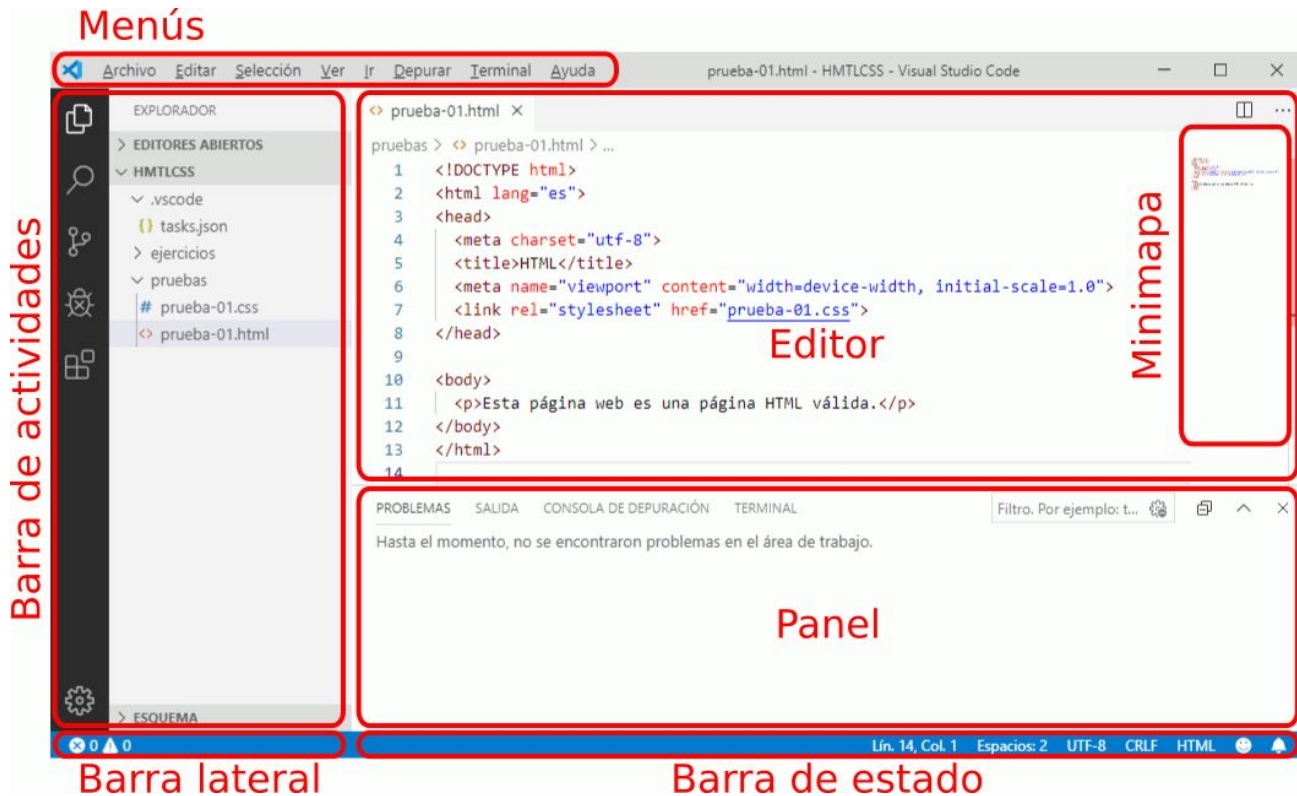 Menús
Archivo Editar Selección Ver Ir Depurar Terminal Ayuda
prueba-01.html - HMTLCSS - Visual Studio Code
Barra de actividades
EXPLORADOR
EDITORES ABIERTOS
HMTLCSS
.vscode
{} tasks.json
ejercicios
pruebas
# prueba-01.css
<> prueba-01.html
ESQUEMA
<> prueba-01.html ×
pruebas > <> prueba-01.html > ...
1 <!DOCTYPE html>
2 <html lang="es">
3 <head>
4 <meta charset="utf-8">
5 <title>HTML</title>
6 <meta name="viewport" content="width=device-width, initial-scale=1.0">
7 <link rel="stylesheet" href="prueba-01.css">
8 </head>
9
10 <body>
11 <p>Esta página web es una página HTML válida.</p>
12 </body>
13 </html>
14
Editor
Minimapa
PROBLEMAS SALIDA CONSOLA DE DEPURACIÓN TERMINAL
Filtro. Por ejemplo: t...
Hasta el momento, no se encontraron problemas en el área de trabajo.
Panel
0 0
Lín. 14, Col. 1 Espacios: 2 UTF-8 CRLF HTML
Barra lateral
Barra de estado